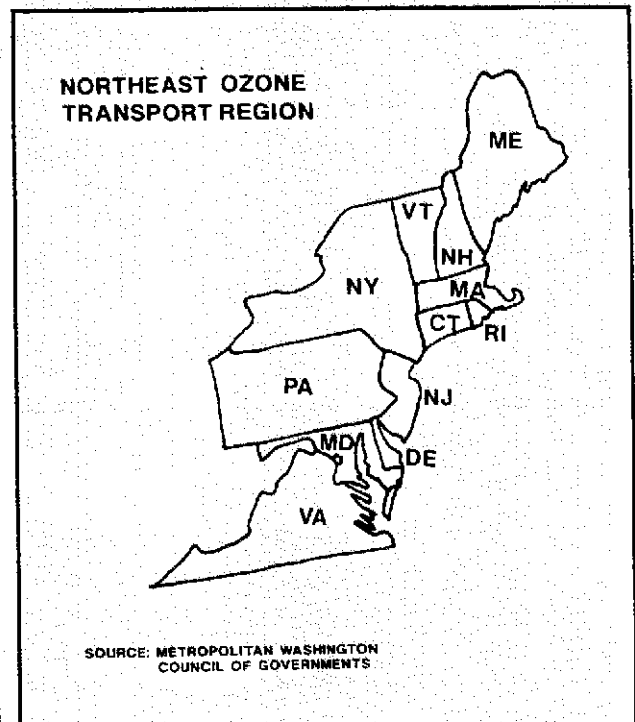 NORTHEAST OZONE
TRANSPORT REGION
ME
VT
NH
NY
MA
CT
RI
PA
NJ
MD
DE
VA
SOURCE: METROPOLITAN WASHINGTON
COUNCIL OF GOVERNMENTS